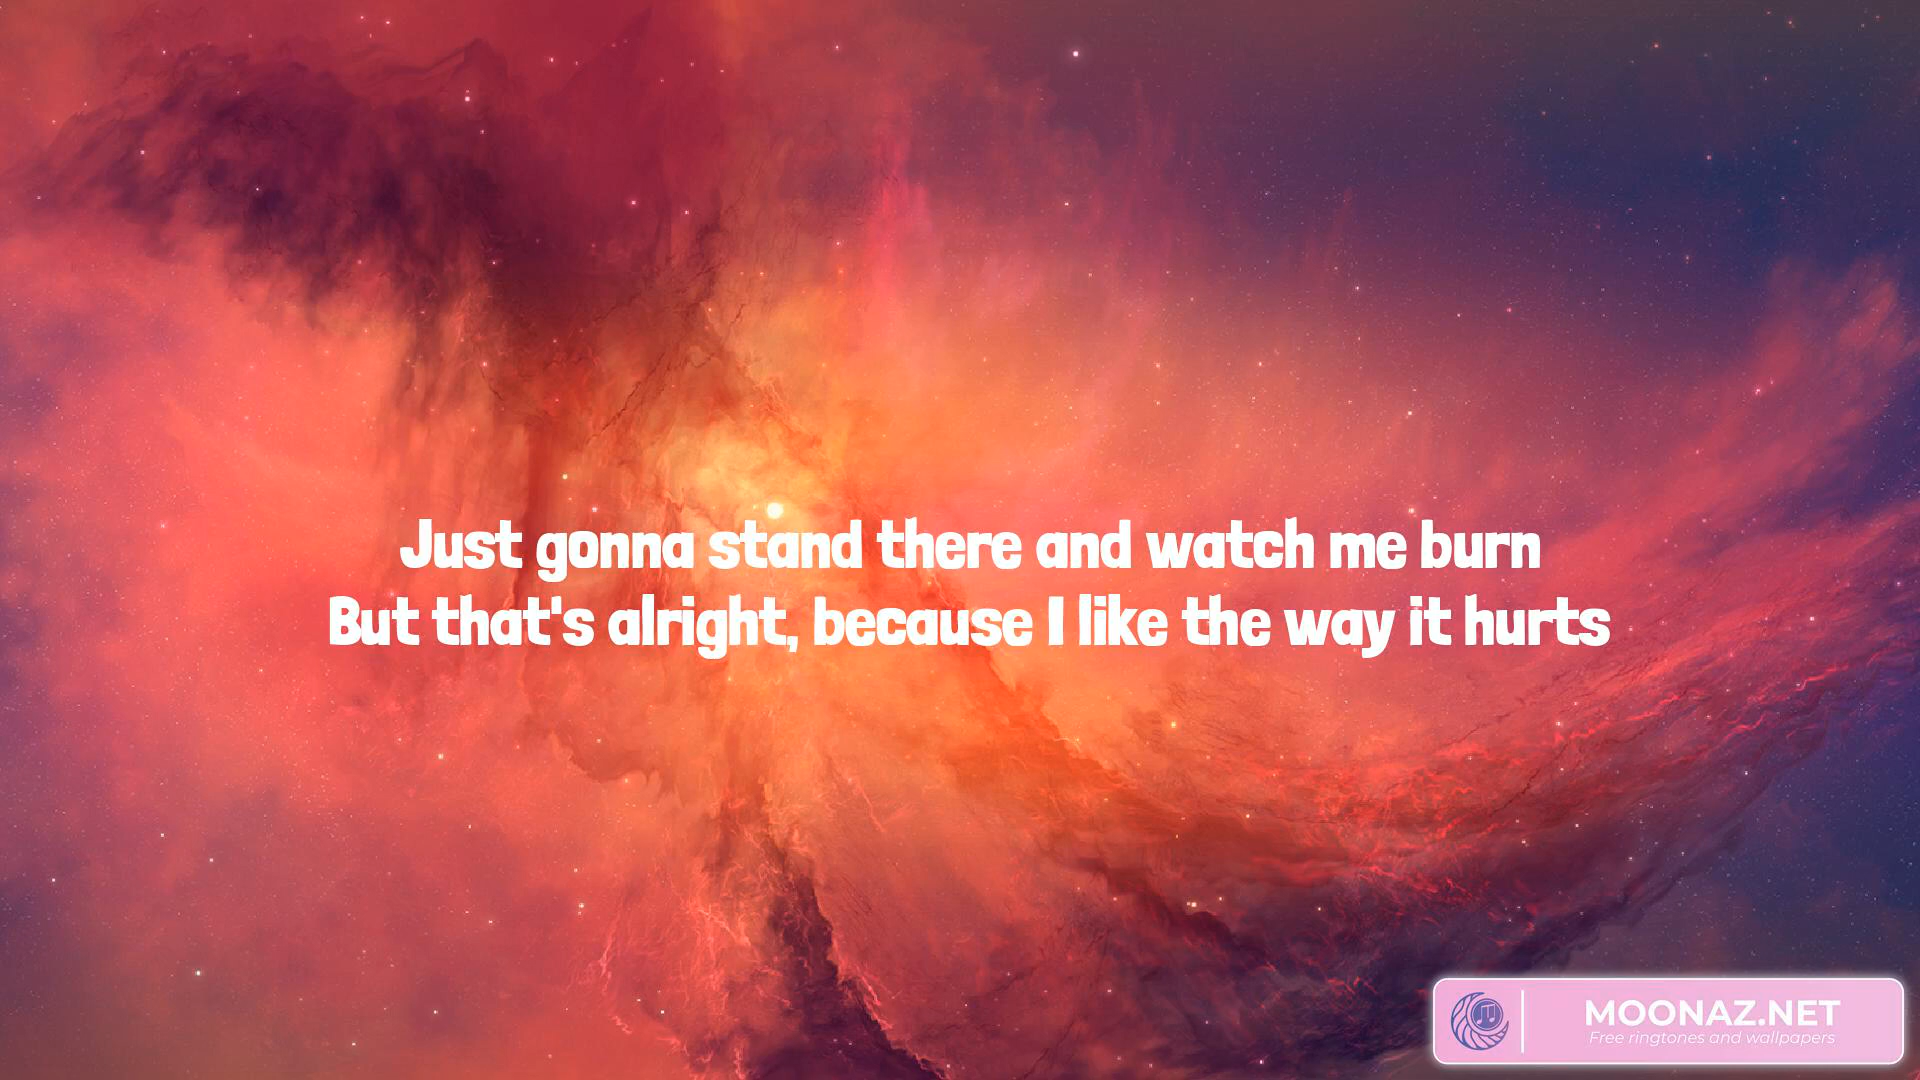 Just gonna stand there and watch me burn
But that's alright, because I like the way it hurts
MOONAZ.NET
Free ringtones and wallpapers